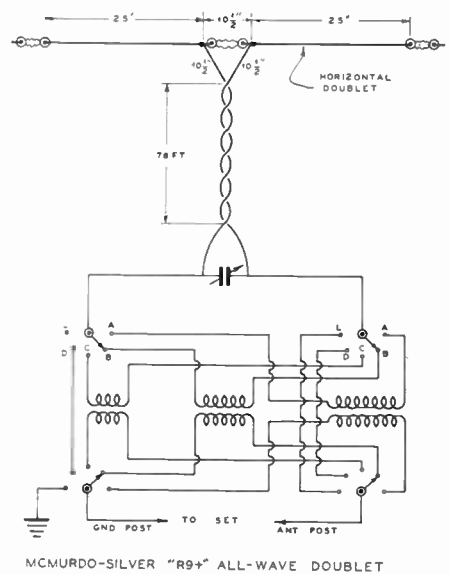 25" 10½" 25"
10½" 10½"
HORIZONTAL
DOUBLET
78 FT
A L A
D C B D C B
GND POST TO SET ANT POST
MCMURDO-SILVER "R9+" ALL-WAVE DOUBLET